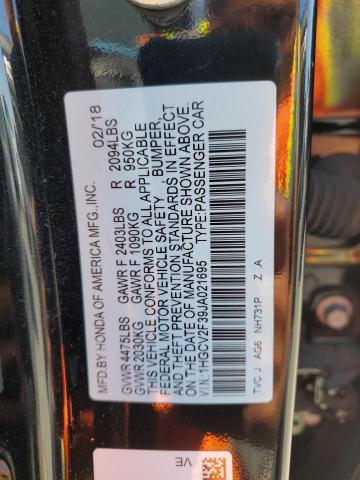 MFD.BY HONDA OF AMERICA MFG.,INC. 02/18
GVWR 4475LBS GAWR F 2403LBS R 2094LBS
GVWR 2030KG GAWR F 1090KG R 950KG
THIS VEHICLE CONFORMS TO ALL APPLICABLE
FEDERAL MOTOR VEHICLE SAFETY, BUMPER,
AND THEFT PREVENTION STANDARDS IN EFFECT
ON THE DATE OF MANUFACTURE SHOWN ABOVE.
V.I.N.:1HGCV2F39JA021695 TYPE:PASSENGER CAR
TVC J AG6 NH731P Z A
VE